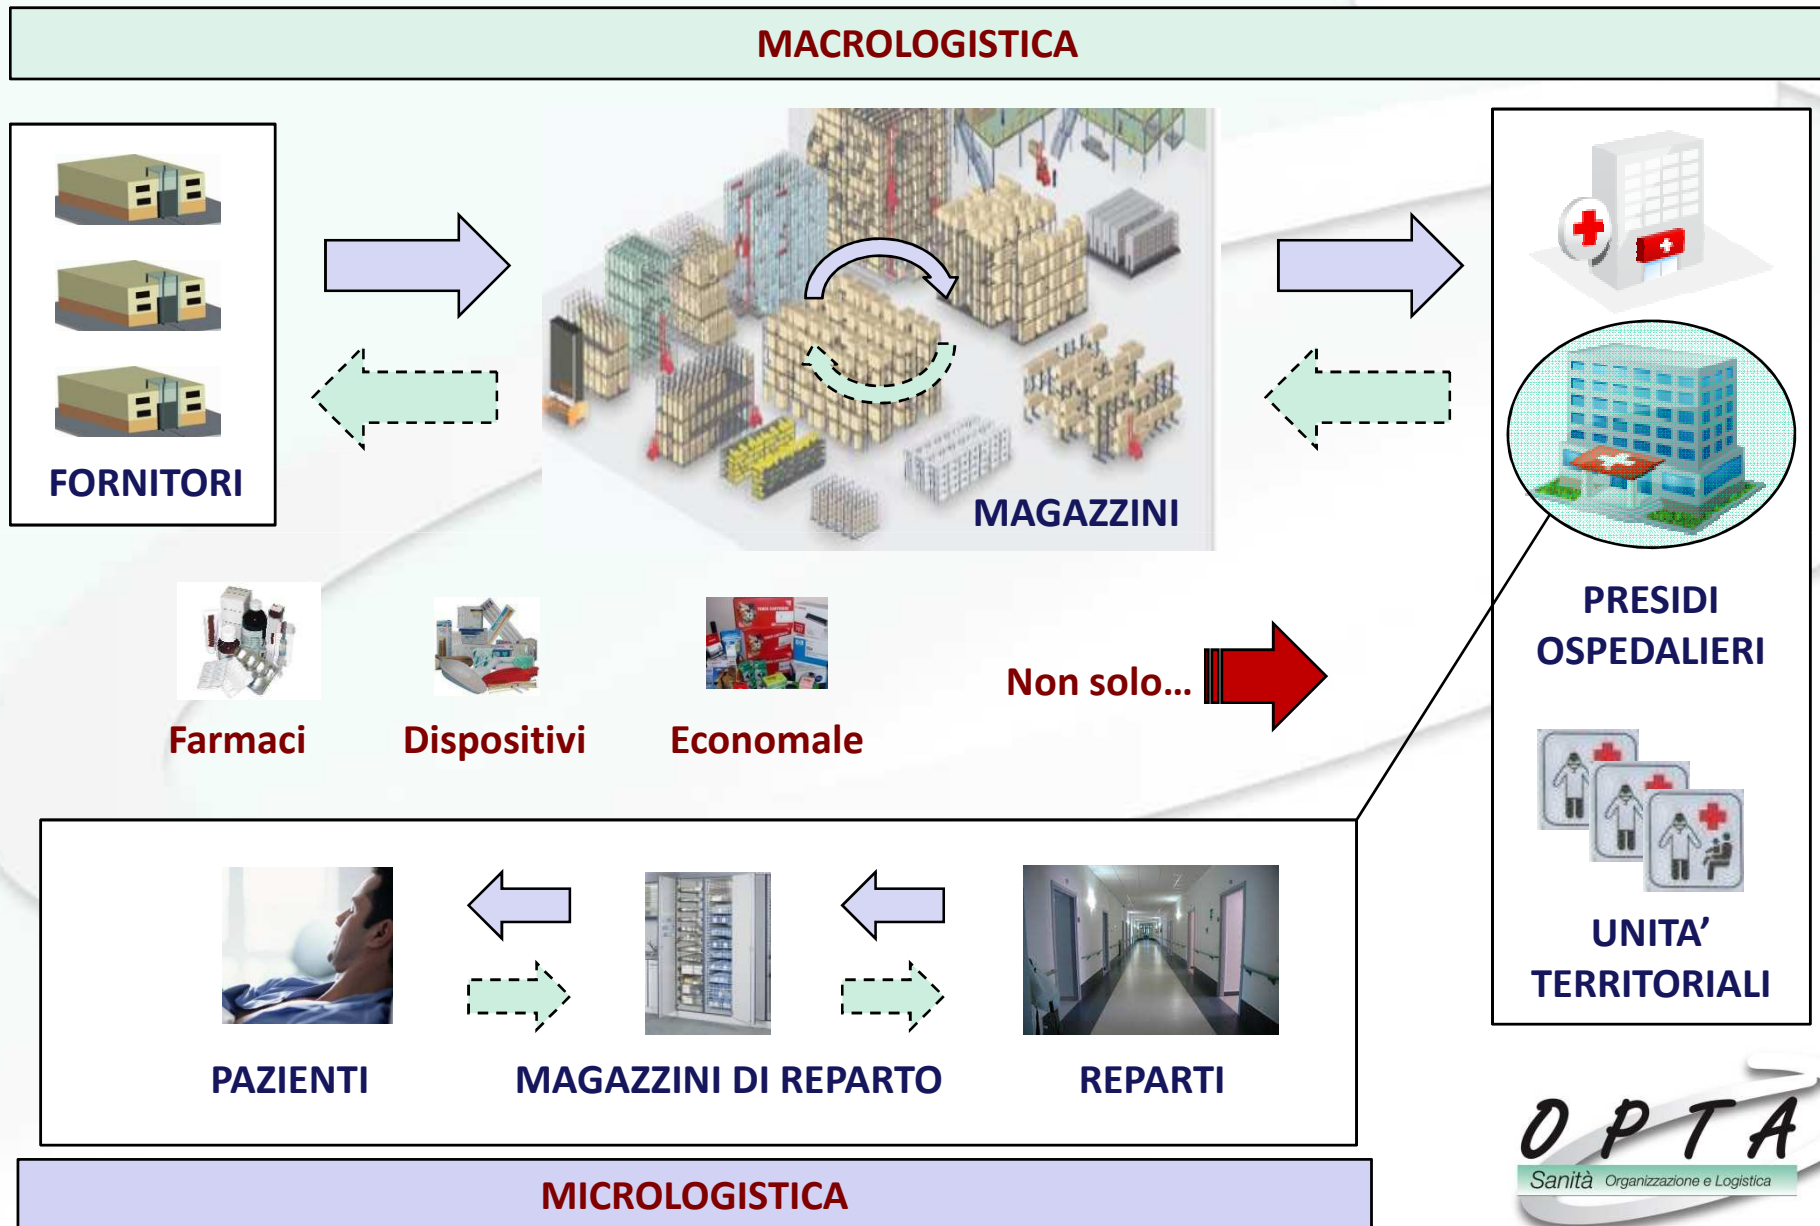 MACROLOGISTICA
FORNITORI
MAGAZZINI
PRESIDI
OSPEDALIERI
Farmaci
Dispositivi
Economale
Non solo...
UNITA’
TERRITORIALI
PAZIENTI
MAGAZZINI DI REPARTO
REPARTI
MICROLOGISTICA
OPTA
Sanità Organizzazione e Logistica